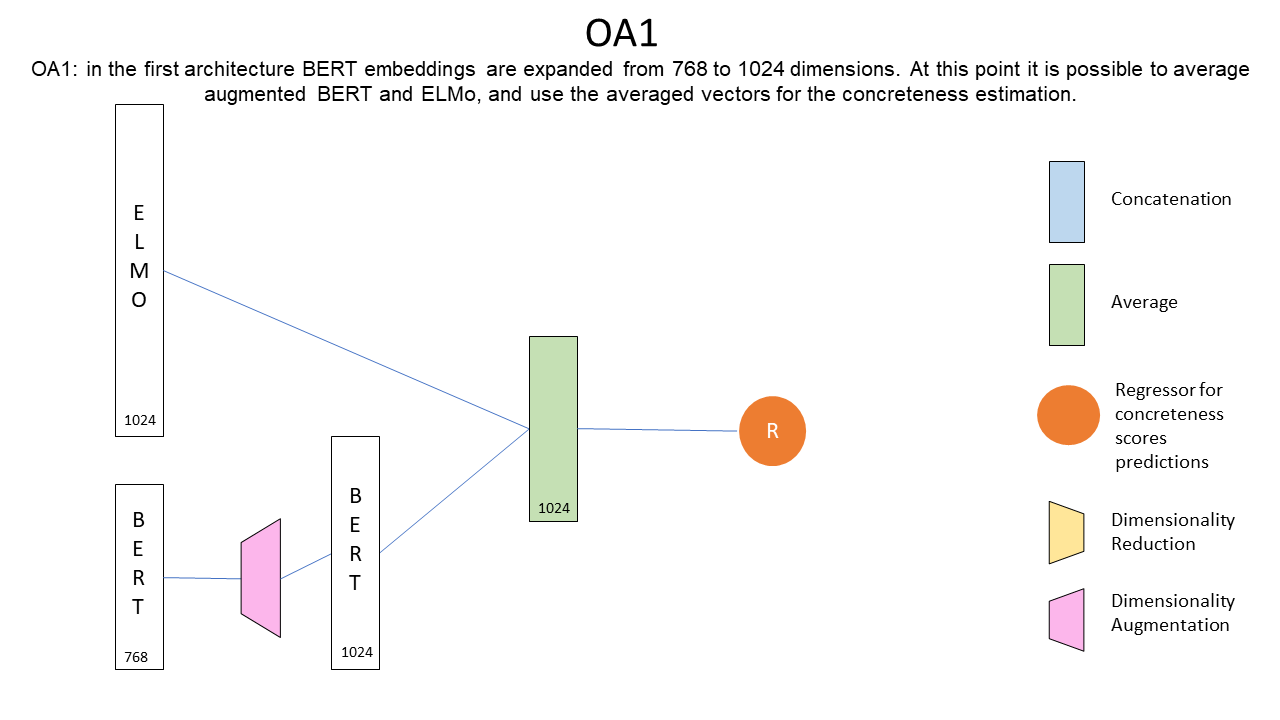 OA1
OA1: in the first architecture BERT embeddings are expanded from 768 to 1024 dimensions. At this point it is possible to average
augmented BERT and ELMo, and use the averaged vectors for the concreteness estimation.
E
L
M
O
1024
B
E
R
T
768
B
E
R
T
1024
1024
R
Concatenation
Average
Regressor for
concreteness
scores
predictions
Dimensionality
Reduction
Dimensionality
Augmentation